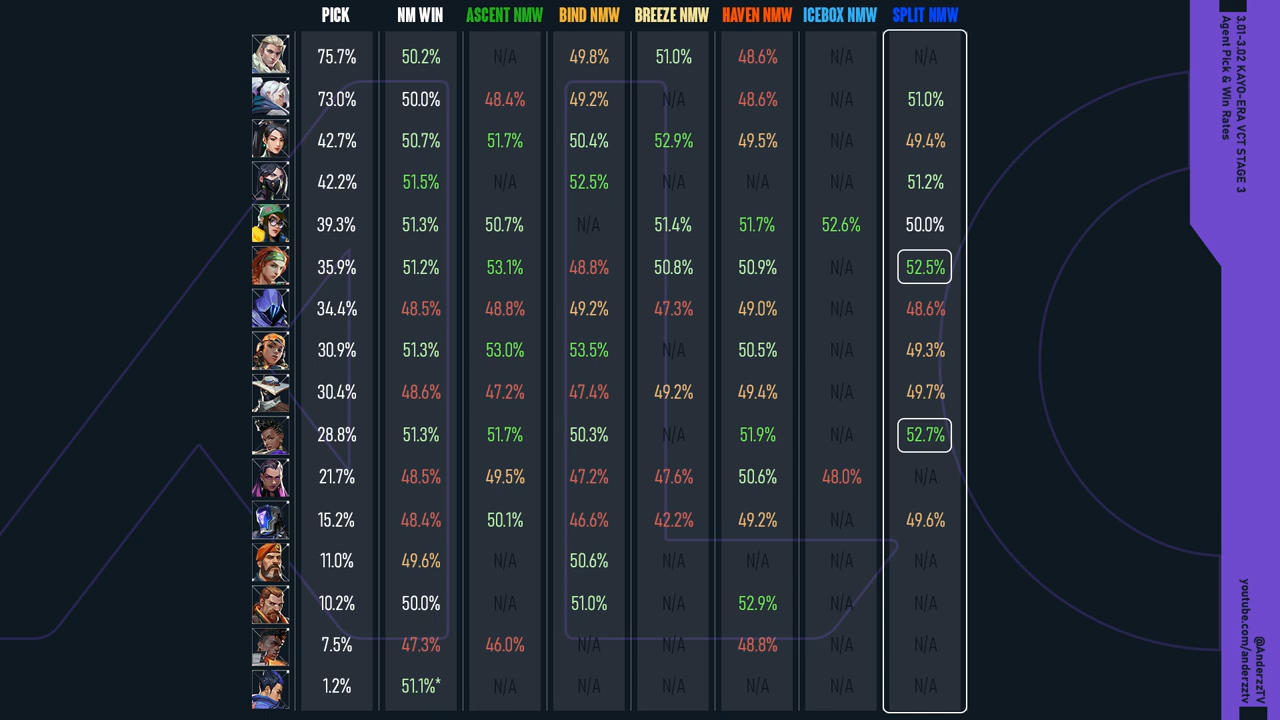 PICK NM WIN ASCENT NMW BIND NMW BREEZE NMW HAVEN NMW ICEBOX NMW SPLIT NMW
75.7% 50.2% N/A 49.8% 51.0% 48.6% N/A N/A
73.0% 50.0% 48.4% 49.2% N/A 48.6% N/A 51.0%
42.7% 50.7% 51.7% 50.4% 52.9% 49.5% N/A 49.4%
42.2% 51.5% N/A 52.5% N/A N/A N/A 51.2%
39.3% 51.3% 50.7% N/A 51.4% 51.7% 52.6% 50.0%
35.9% 51.2% 53.1% 48.8% 50.8% 50.9% N/A 52.5%
34.4% 48.5% 48.8% 49.2% 47.3% 49.0% N/A 48.6%
30.9% 51.3% 53.0% 53.5% N/A 50.5% N/A 49.3%
30.4% 48.6% 47.2% 47.4% 49.2% 49.4% N/A 49.7%
28.8% 51.3% 51.7% 50.3% N/A 51.9% N/A 52.7%
21.7% 48.5% 49.5% 47.2% 47.6% 50.6% 48.0% N/A
15.2% 48.4% 50.1% 46.6% 42.2% 49.2% N/A 49.6%
11.0% 49.6% N/A 50.6% N/A N/A N/A N/A
10.2% 50.0% N/A 51.0% N/A 52.9% N/A N/A
7.5% 47.3% 46.0% N/A N/A 48.8% N/A N/A
1.2% 51.1%* N/A N/A N/A N/A N/A N/A
3.01-3.02 KAYO-ERA VCT STAGE 3
Agent Pick & Win Rates
@AnderzzTV
youtube.com/anderzztv